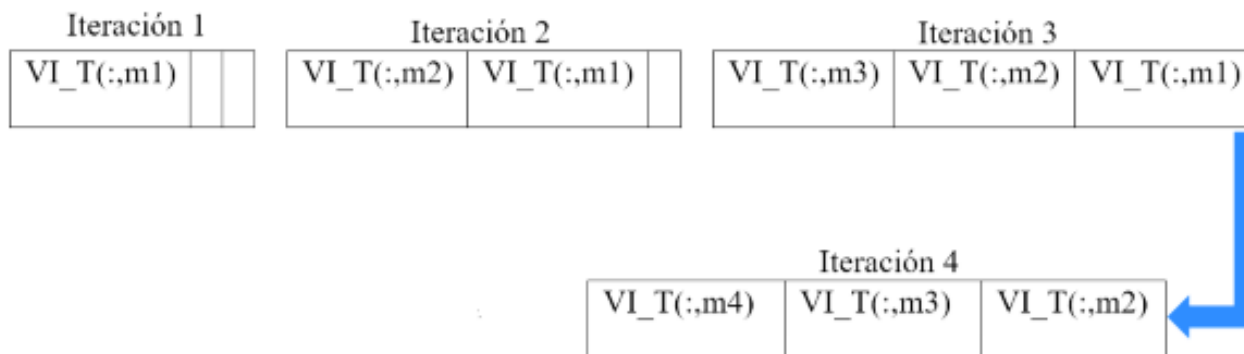 Iteración 1
Iteración 2
Iteración 3
VI_T(:,m1)
VI_T(:,m2) VI_T(:,m1)
VI_T(:,m3) VI_T(:,m2) VI_T(:,m1)
Iteración 4
VI_T(:,m4) VI_T(:,m3) VI_T(:,m2)